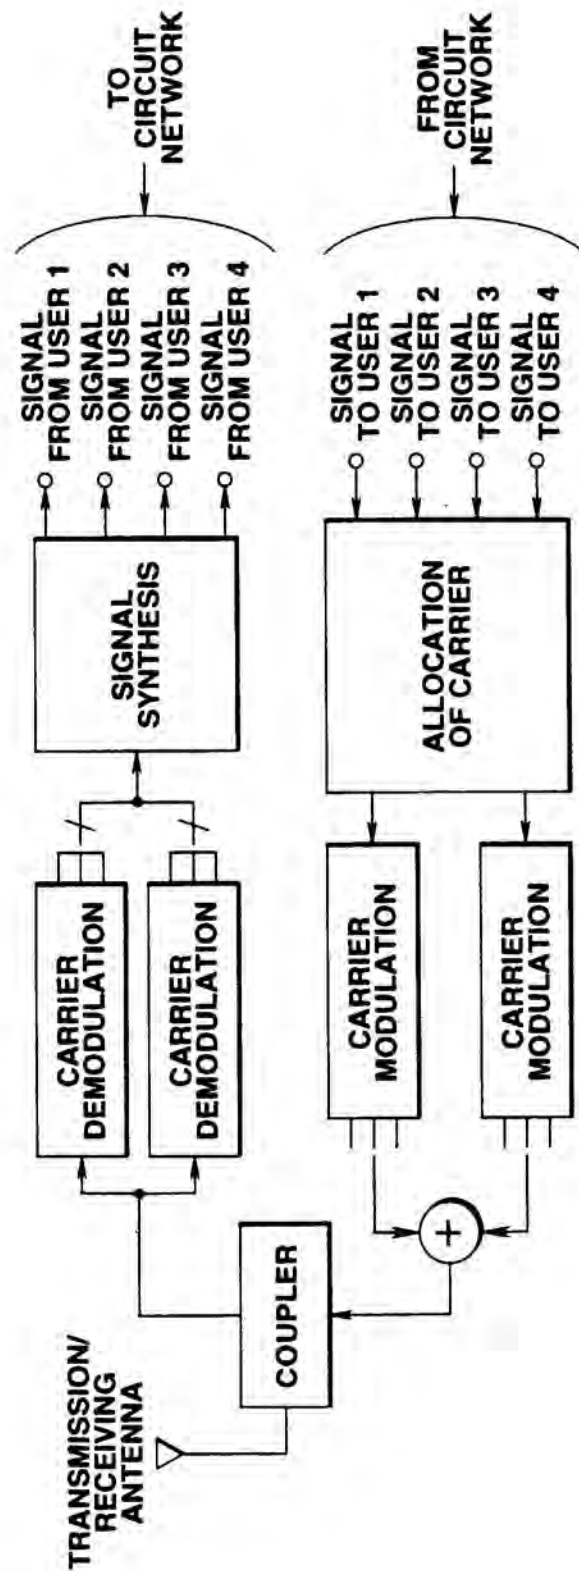 TRANSMISSION/
RECEIVING
ANTENNA
COUPLER
CARRIER
DEMODULATION
CARRIER
DEMODULATION
SIGNAL
SYNTHESIS
SIGNAL
FROM USER 1
SIGNAL
FROM USER 2
SIGNAL
FROM USER 3
SIGNAL
FROM USER 4
TO
CIRCUIT
NETWORK
+
CARRIER
MODULATION
CARRIER
MODULATION
ALLOCATION
OF CARRIER
SIGNAL
TO USER 1
SIGNAL
TO USER 2
SIGNAL
TO USER 3
SIGNAL
TO USER 4
FROM
CIRCUIT
NETWORK